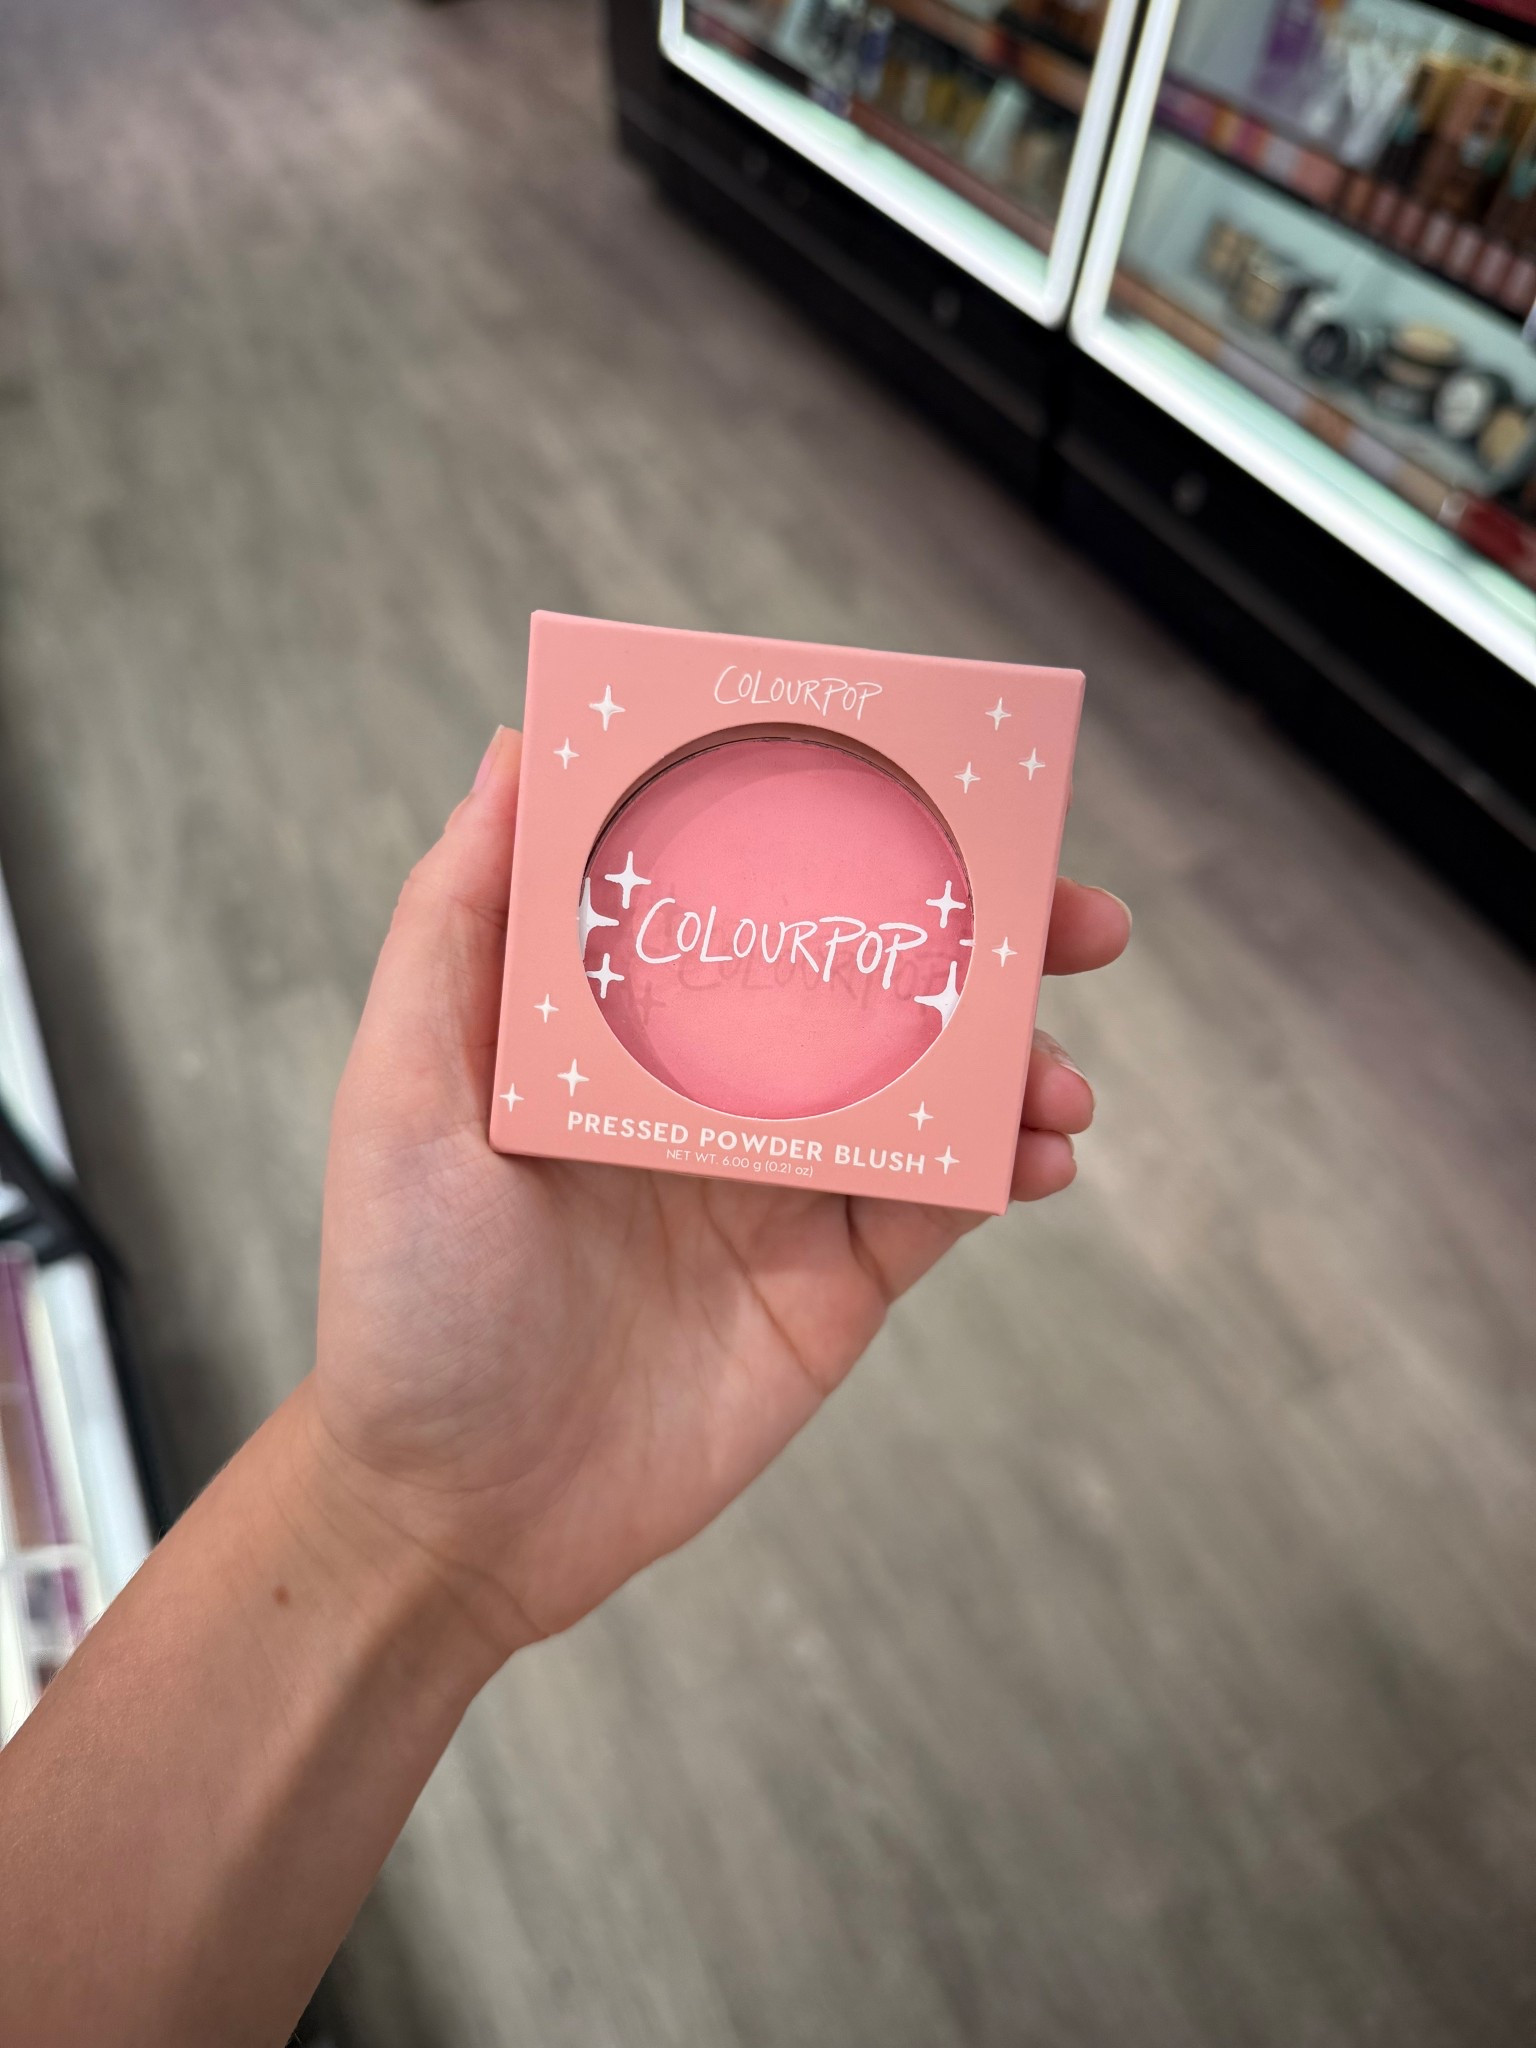 COLOURPOP
COLOURPOP
PRESSED POWDER BLUSH
NET WT. 6.00 g (0.21 oz)